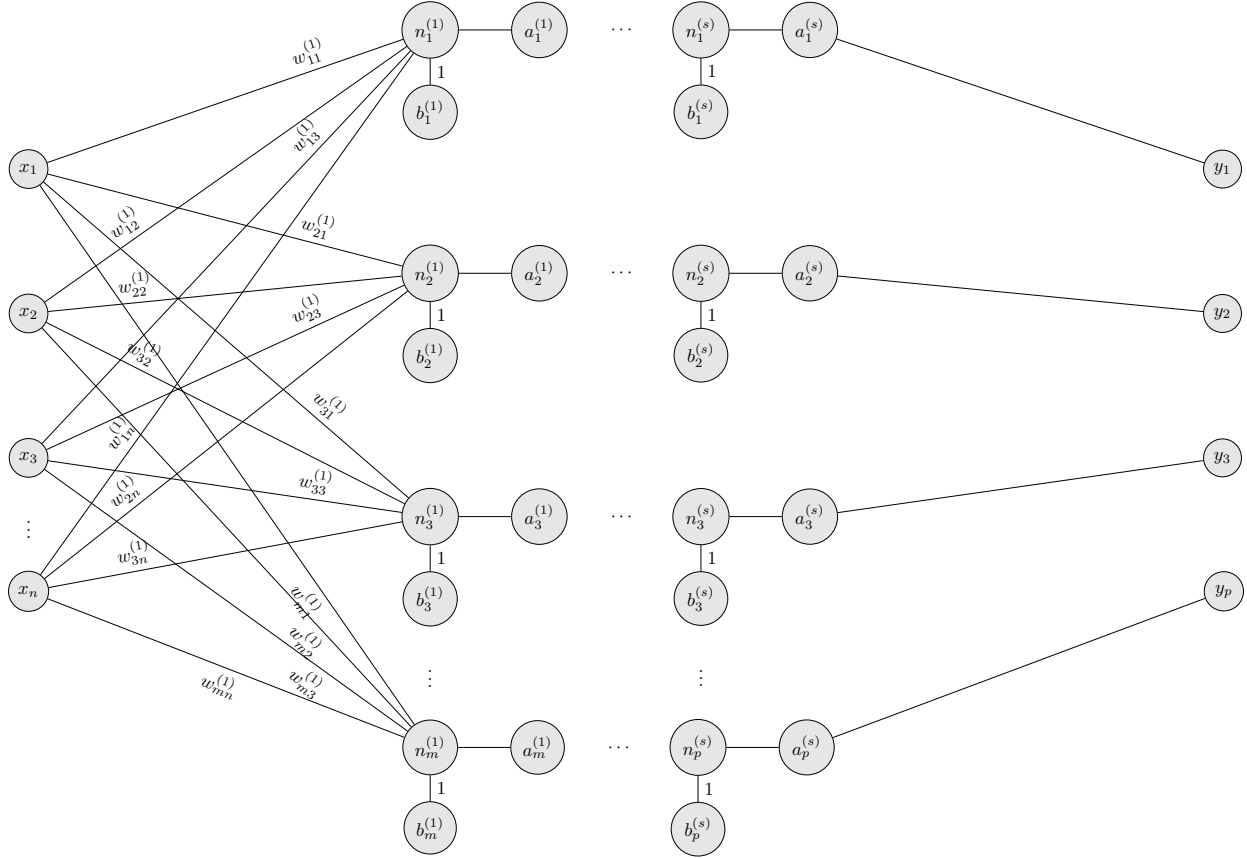 n_1^{(1)} a_1^{(1)} ⋯ n_1^{(s)} a_1^{(s)}
w_{11}^{(1)}
1 1
b_1^{(1)} b_1^{(s)}
w_{13}^{(1)}
x_1 y_1
w_{12}^{(1)} w_{21}^{(1)}
n_2^{(1)} a_2^{(1)} ⋯ n_2^{(s)} a_2^{(s)}
w_{22}^{(1)}
w_{23}^{(1)}
x_2 1 1 y_2
w_{32}^{(1)} b_2^{(1)} b_2^{(s)}
w_{31}^{(1)}
w_{1n}^{(1)}
x_3 y_3
w_{33}^{(1)}
w_{2n}^{(1)}
⋮ n_3^{(1)} a_3^{(1)} ⋯ n_3^{(s)} a_3^{(s)}
w_{3n}^{(1)} 1 1
x_n b_3^{(1)} b_3^{(s)} y_p
w_{m1}^{(1)}
w_{m2}^{(1)}
w_{mn}^{(1)} w_{m3}^{(1)} ⋮ ⋮
n_m^{(1)} a_m^{(1)} ⋯ n_p^{(s)} a_p^{(s)}
1 1
b_m^{(1)} b_p^{(s)}